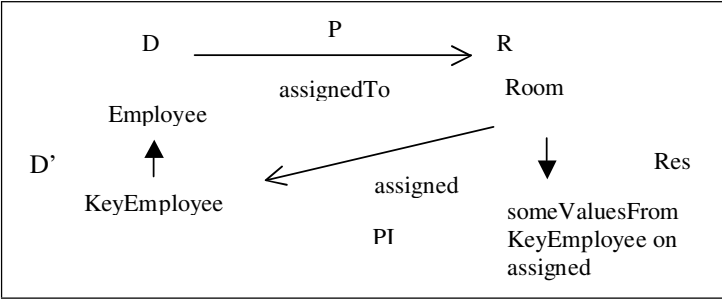 P
D
R
assignedTo
Room
Employee
D’
Res
assigned
KeyEmployee
someValuesFrom
KeyEmployee on
assigned
PI